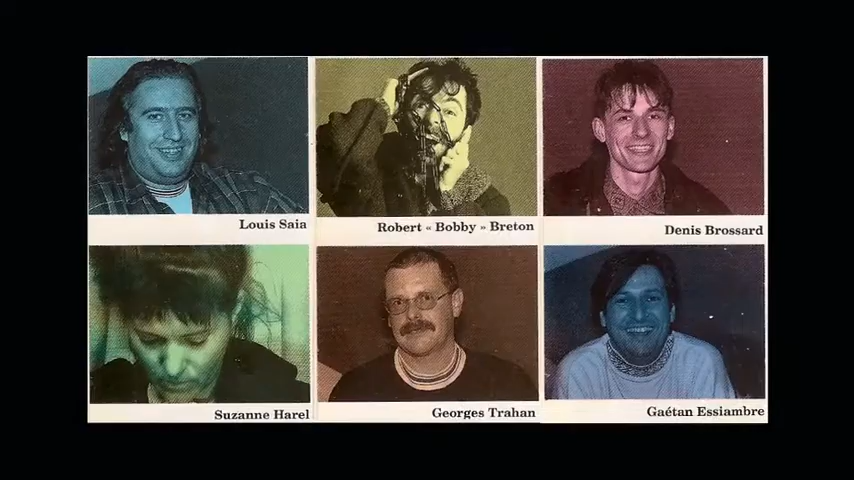 Louis Saia
Robert « Bobby » Breton
Denis Brossard
Suzanne Harel
Georges Trahan
Gaétan Essiambre